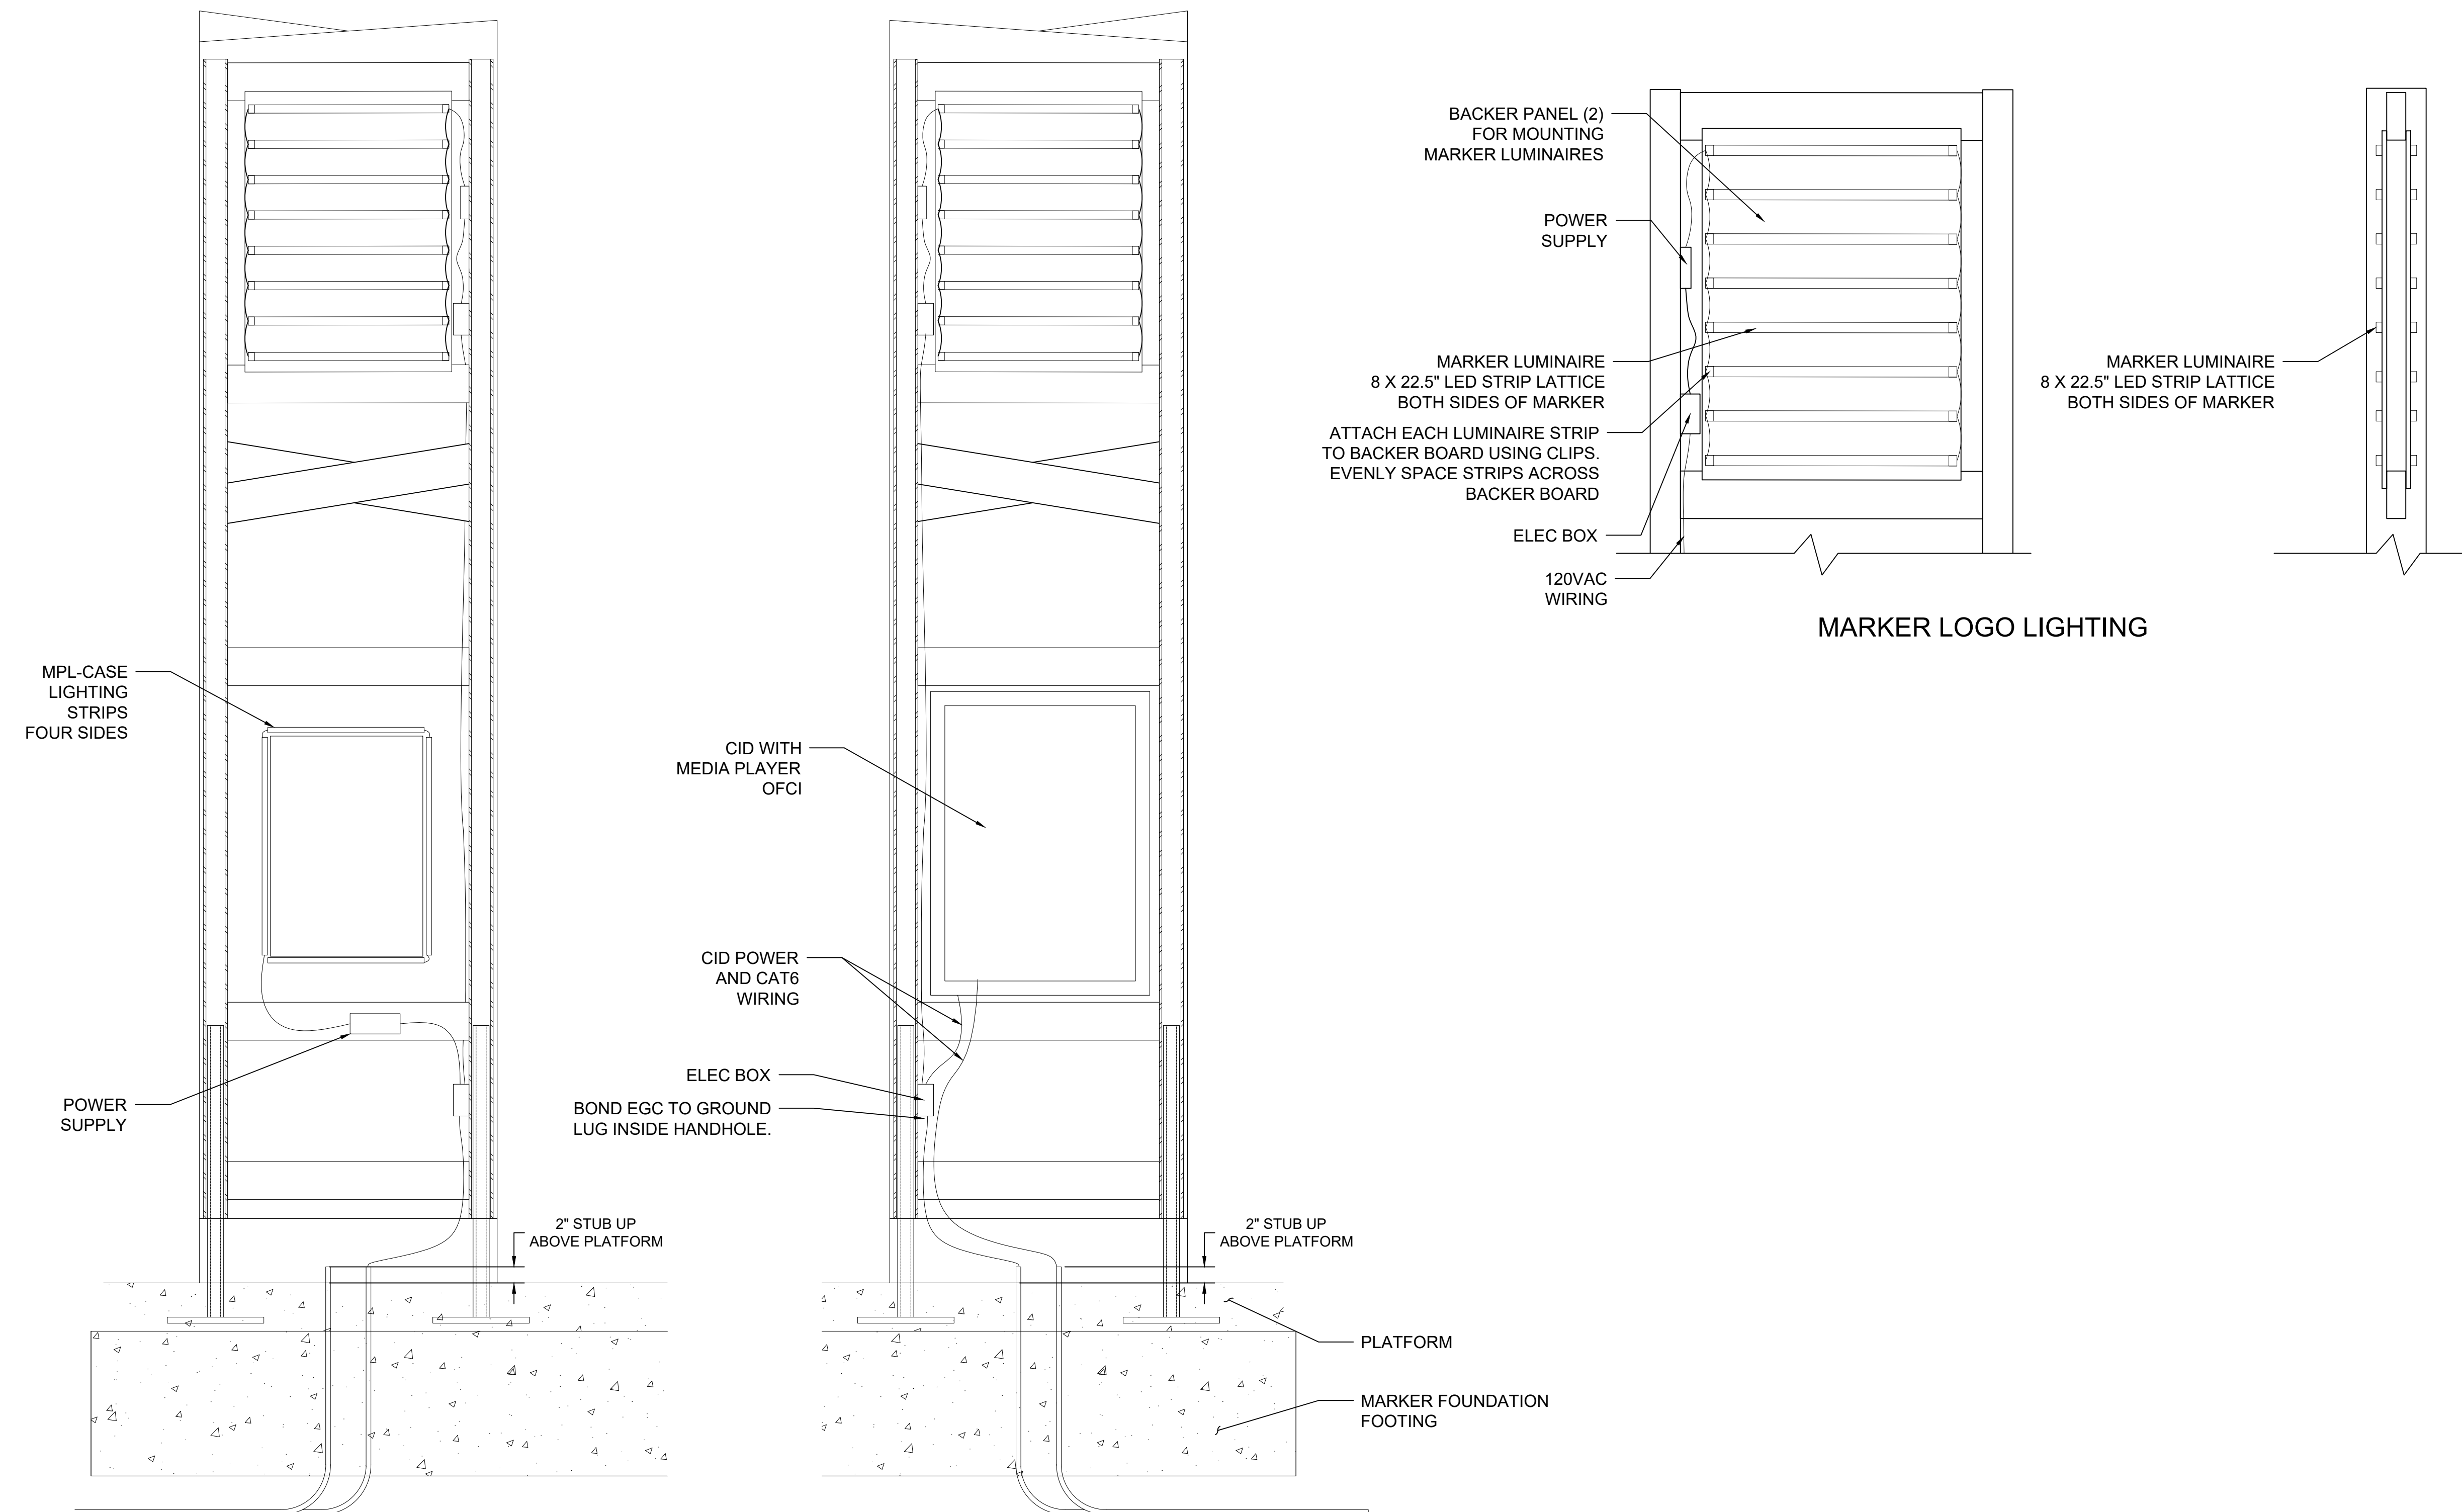 MPL-CASE
LIGHTING
STRIPS
FOUR SIDES
POWER
SUPPLY
2" STUB UP
ABOVE PLATFORM
CID WITH
MEDIA PLAYER
OFCI
CID POWER
AND CAT6
WIRING
ELEC BOX
BOND EGC TO GROUND
LUG INSIDE HANDHOLE.
2" STUB UP
ABOVE PLATFORM
PLATFORM
MARKER FOUNDATION
FOOTING
BACKER PANEL (2)
FOR MOUNTING
MARKER LUMINAIRES
POWER
SUPPLY
MARKER LUMINAIRE
8 X 22.5" LED STRIP LATTICE
BOTH SIDES OF MARKER
ATTACH EACH LUMINAIRE STRIP
TO BACKER BOARD USING CLIPS.
EVENLY SPACE STRIPS ACROSS
BACKER BOARD
ELEC BOX
120VAC
WIRING
MARKER LUMINAIRE
8 X 22.5" LED STRIP LATTICE
BOTH SIDES OF MARKER
MARKER LOGO LIGHTING